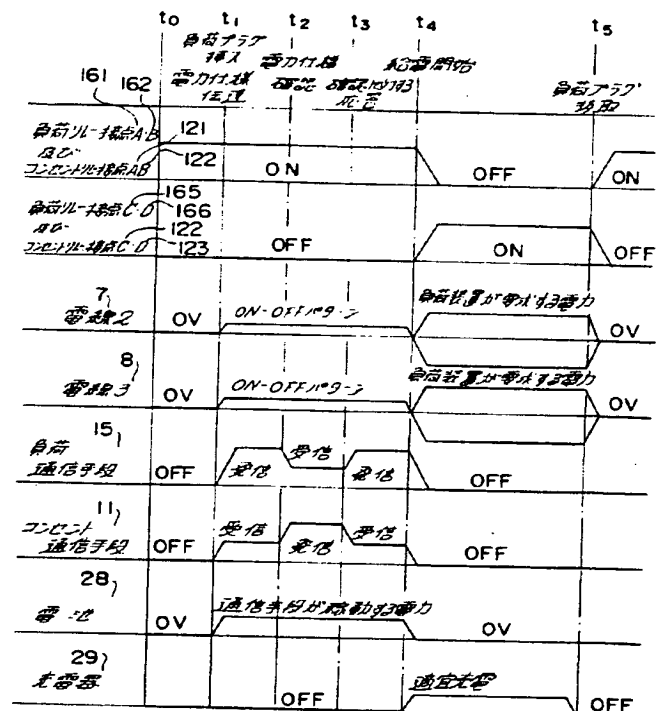 t0 t1 t2 t3 t4 t5
負荷プラグ
挿入
電力仕様
伝達
電力仕様
確認
確認に対する
応答
給電開始
負荷プラグ
抜取
161
162
負荷リレー接点A・B
121
及び
122
コンセントリレー接点A・B
ON
OFF
ON
165
負荷リレー接点C・D
166
及び
122
コンセントリレー接点C・D
123
OFF
ON
OFF
7
電線2
0V
ON-OFFパターン
負荷装置が要求する電力
0V
8
電線3
0V
ON-OFFパターン
負荷装置が要求する電力
0V
15
負荷
通信手段
OFF
発信
受信
発信
OFF
11
コンセント
通信手段
OFF
受信
発信
受信
OFF
28
電池
0V
通信手段が稼動する電力
0V
29
充電器
OFF
適宜充電
OFF